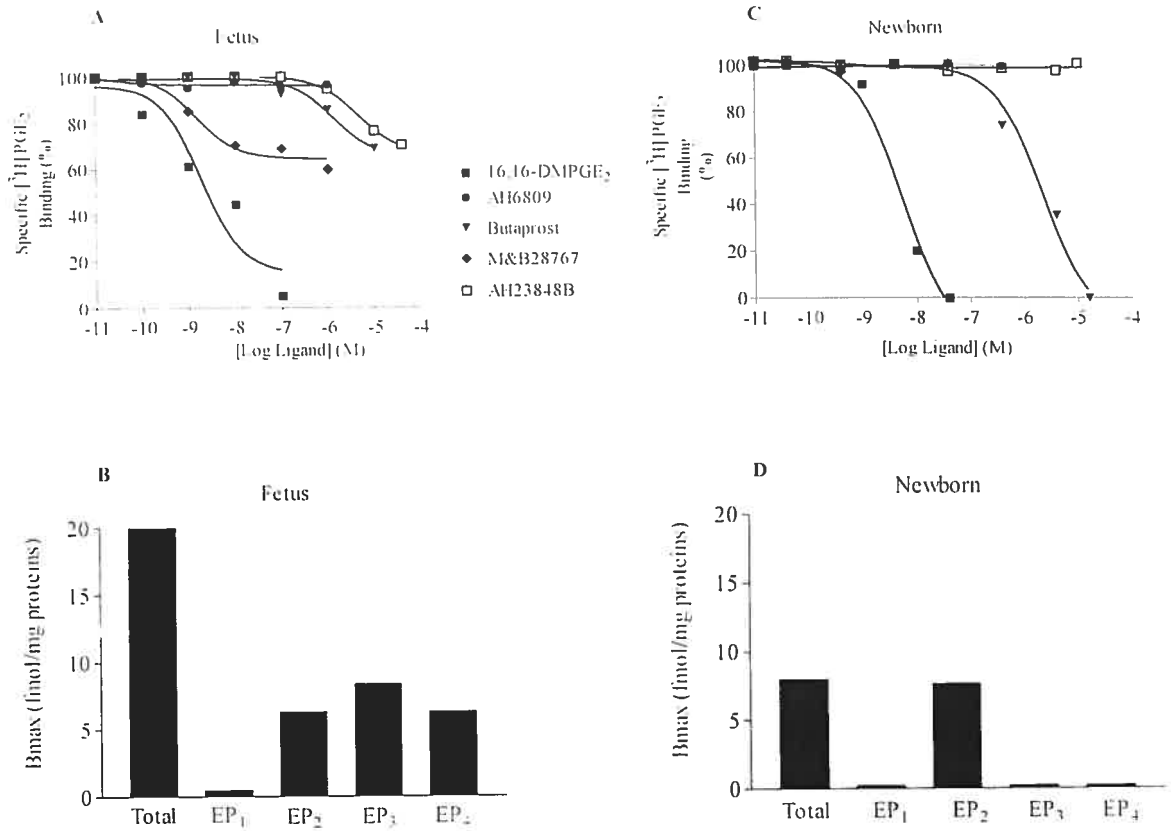 A
Fetus
Specific [³H]PGE₂
Binding (%)
100
80
60
40
20
0
-11 -10 -9 -8 -7 -6 -5 -4
[Log Ligand] (M)
16,16-DMPGE₂
AH6809
Butaprost
M&B28767
AH23848B
C
Newborn
Specific [³H]PGE₂
Binding
(%)
100
80
60
40
20
0
-11 -10 -9 -8 -7 -6 -5 -4
[Log Ligand] (M)
B
Fetus
Bmax (fmol/mg proteins)
20
15
10
5
0
Total EP₁ EP₂ EP₃ EP₄
D
Newborn
Bmax (fmol/mg proteins)
20
15
10
5
0
Total EP₁ EP₂ EP₃ EP₄